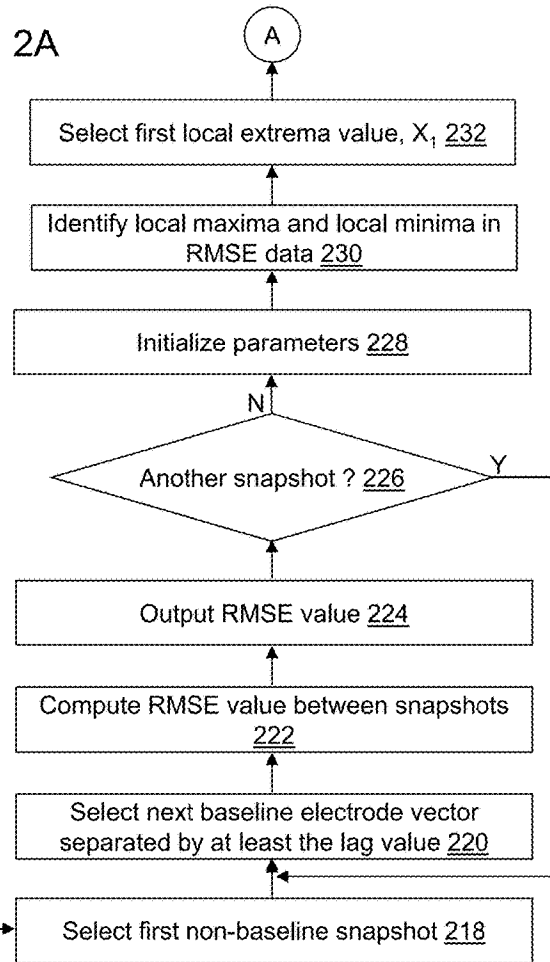 2A
A
Select first local extrema value, X₁ 232
Identify local maxima and local minima in
RMSE data 230
Initialize parameters 228
N
Another snapshot ? 226
Y
Output RMSE value 224
Compute RMSE value between snapshots
222
Select next baseline electrode vector
separated by at least the lag value 220
Select first non-baseline snapshot 218